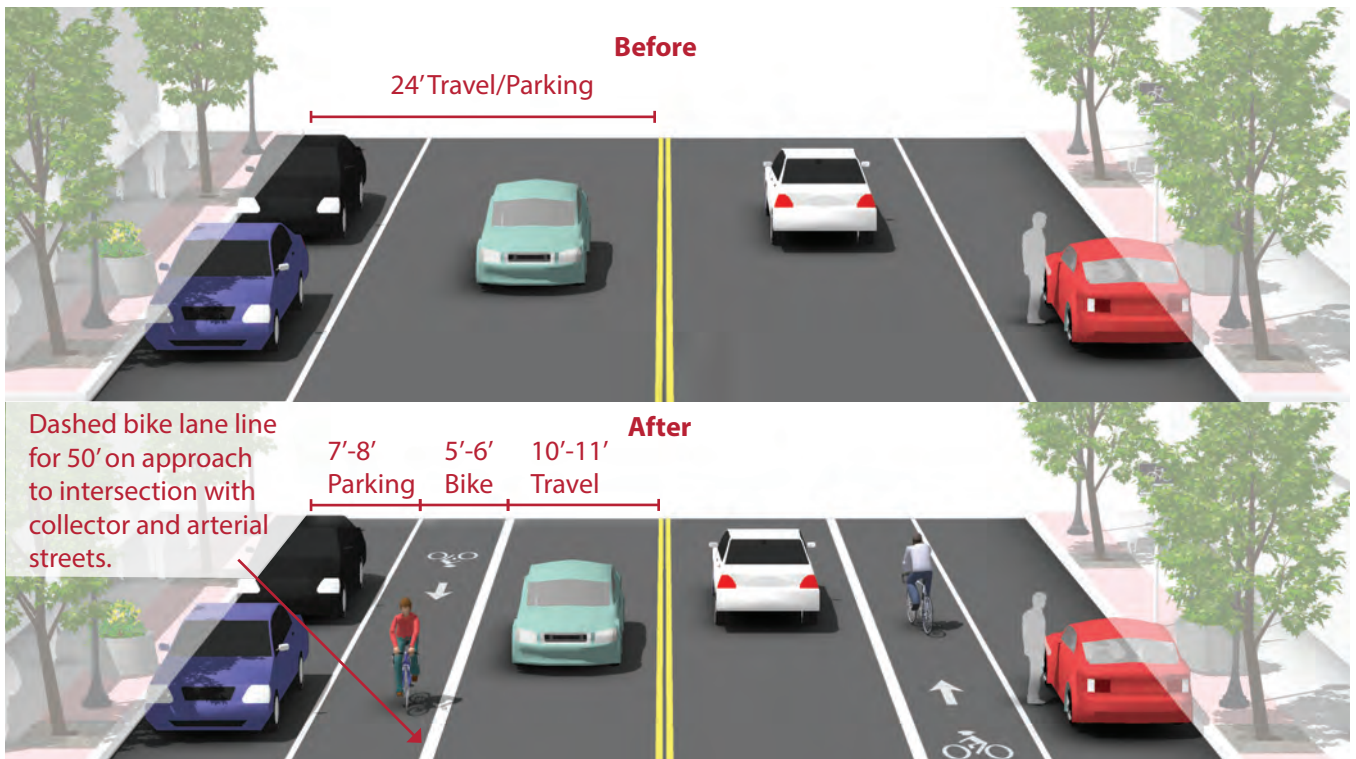 Before
24' Travel/Parking
After
Dashed bike lane line
for 50' on approach
to intersection with
collector and arterial
streets.
7'-8'
Parking
5'-6'
Bike
10'-11'
Travel